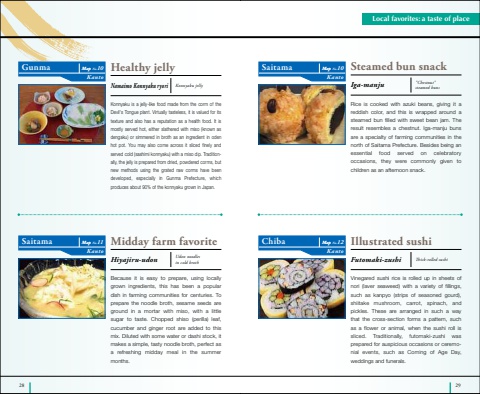 Local favorites: a taste of place
Gunma
Map No.10
Kanto
Healthy jelly
Namaimo Konnyaku ryori
Konnyaku jelly
Konnyaku is a jelly-like food made from the corm of the
Devil's Tongue plant. Virtually tasteless, it is valued for its
texture and also has a reputation as a health food. It is
mostly served hot, either slathered with miso (known as
dengaku) or simmered in broth as an ingredient in oden
hot pot. You may also come across it sliced finely and
served cold (sashimi konnyaku) with a miso dip. Tradition-
ally, the jelly is prepared from dried, powdered corms, but
new methods using the grated raw corms have been
developed, especially in Gunma Prefecture, which
produces about 90% of the konnyaku grown in Japan.
Saitama
Map No.10
Kanto
Steamed bun snack
Iga-manju
"Chestnut"
steamed buns
Rice is cooked with azuki beans, giving it a
reddish color, and this is wrapped around a
steamed bun filled with sweet bean jam. The
result resembles a chestnut. Iga-manju buns
are a specialty of farming communities in the
north of Saitama Prefecture. Besides being an
essential food served on celebratory
occasions, they were commonly given to
children as an afternoon snack.
Saitama
Map No.11
Kanto
Midday farm favorite
Hiyajiru-udon
Udon noodles
in cold broth
Because it is easy to prepare, using locally
grown ingredients, this has been a popular
dish in farming communities for centuries. To
prepare the noodle broth, sesame seeds are
ground in a mortar with miso, with a little
sugar to taste. Chopped shiso (perilla) leaf,
cucumber and ginger root are added to this
mix. Diluted with some water or dashi stock, it
makes a simple, tasty noodle broth, perfect as
a refreshing midday meal in the summer
months.
Chiba
Map No.12
Kanto
Illustrated sushi
Futomaki-zushi
Thick-rolled sushi
Vinegared sushi rice is rolled up in sheets of
nori (laver seaweed) with a variety of fillings,
such as kanpyo (strips of seasoned gourd),
shiitake mushroom, carrot, spinach, and
pickles. These are arranged in such a way
that the cross-section forms a pattern, such
as a flower or animal, when the sushi roll is
sliced. Traditionally, futomaki-zushi was
prepared for auspicious occasions or ceremo-
nial events, such as Coming of Age Day,
weddings and funerals.
28
29